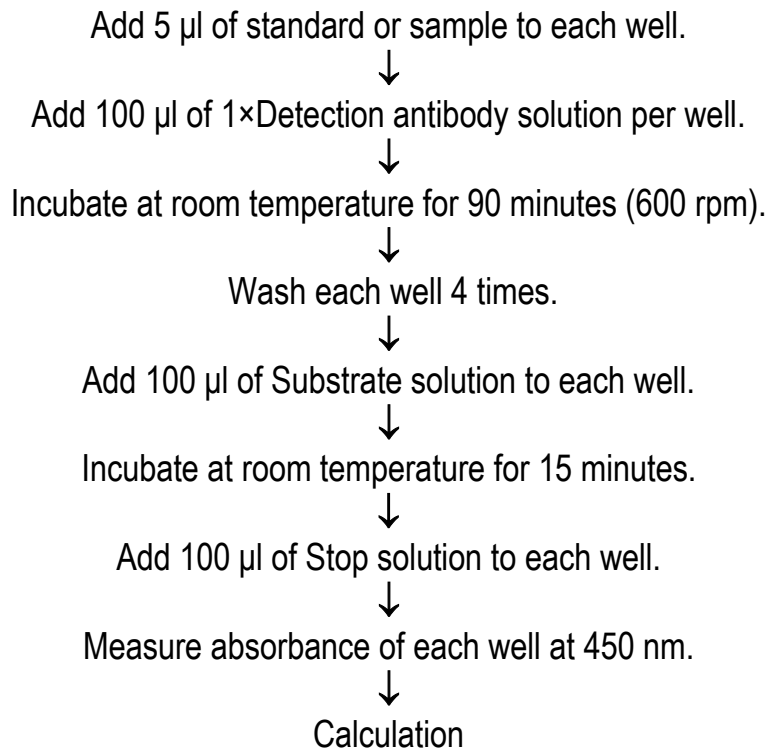 Add 5 µl of standard or sample to each well.
↓
Add 100 µl of 1×Detection antibody solution per well.
↓
Incubate at room temperature for 90 minutes (600 rpm).
↓
Wash each well 4 times.
↓
Add 100 µl of Substrate solution to each well.
↓
Incubate at room temperature for 15 minutes.
↓
Add 100 µl of Stop solution to each well.
↓
Measure absorbance of each well at 450 nm.
↓
Calculation